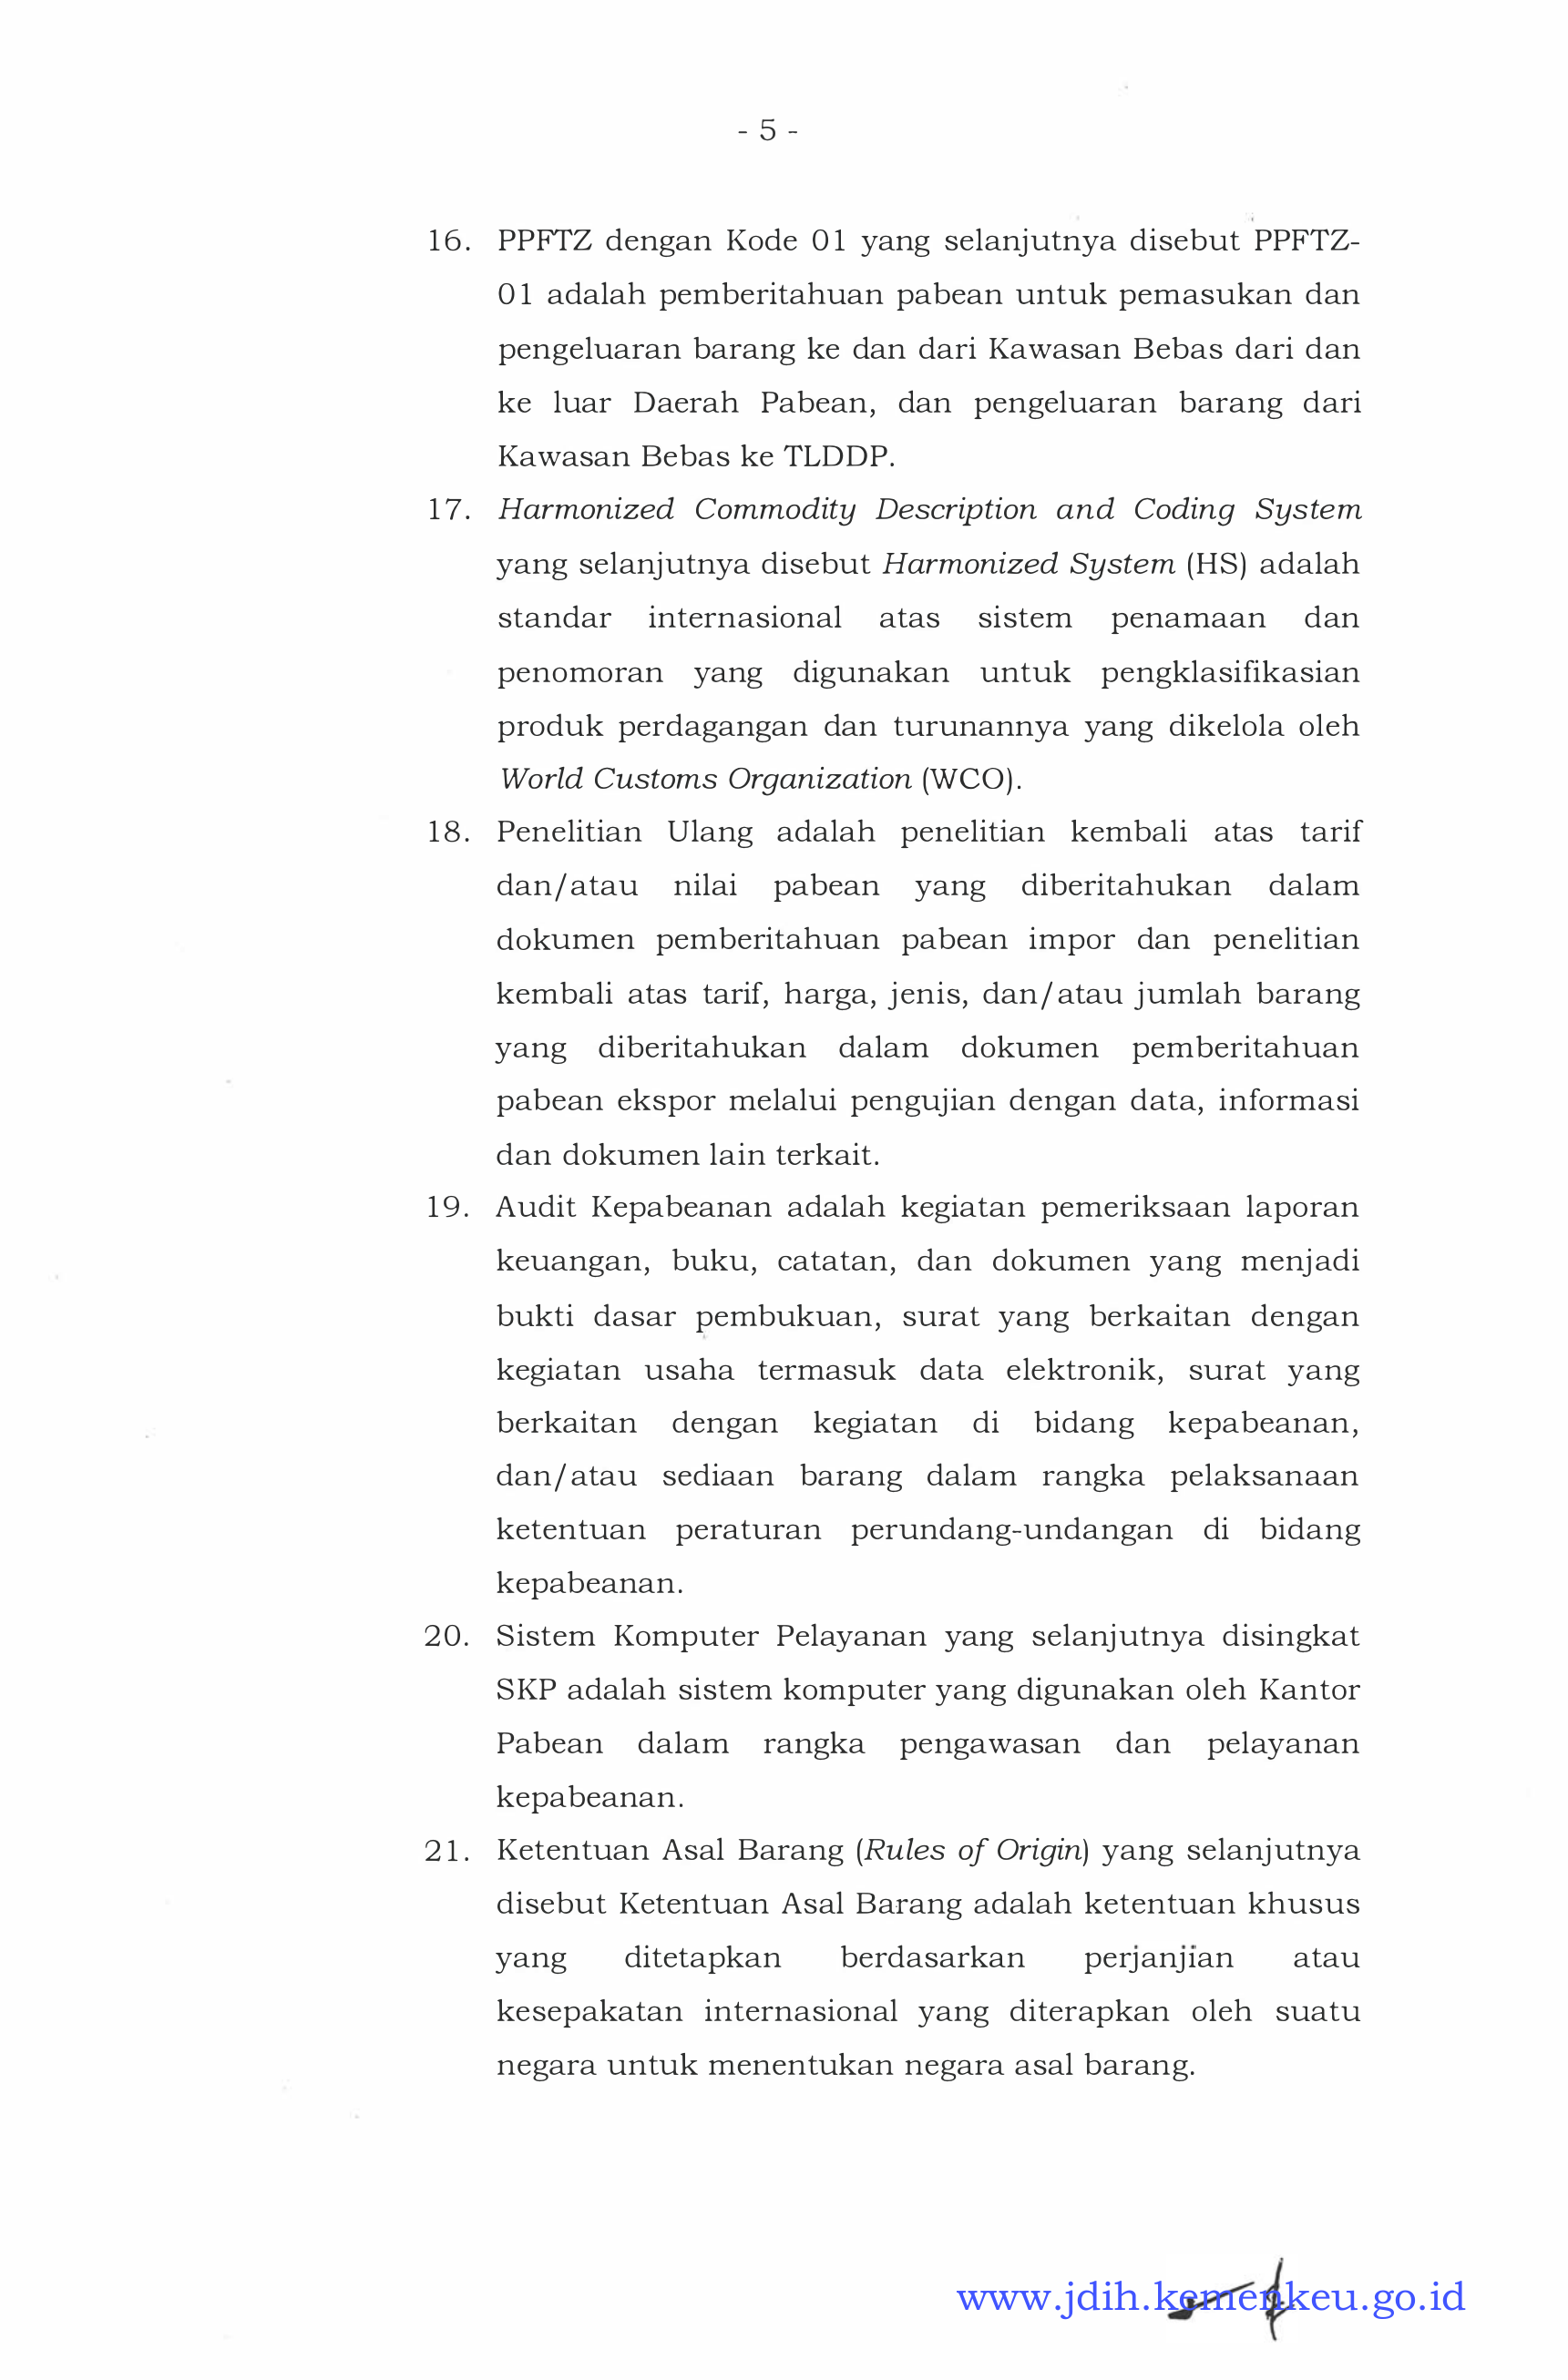 - 5 -
16. PPFTZ dengan Kode 01 yang selanjutnya disebut PPFTZ-
01 adalah pemberitahuan pabean untuk pemasukan dan
pengeluaran barang ke dan dari Kawasan Bebas dari dan
ke luar Daerah Pabean, dan pengeluaran barang dari
Kawasan Bebas ke TLDDP.
17. Harmonized Commodity Description and Coding System
yang selanjutnya disebut Harmonized System (HS) adalah
standar internasional atas sistem penamaan dan
penomoran yang digunakan untuk pengklasifikasian
produk perdagangan dan turunannya yang dikelola oleh
World Customs Organization (WCO).
18. Penelitian Ulang adalah penelitian kembali atas tarif
dan/atau nilai pabean yang diberitahukan dalam
dokumen pemberitahuan pabean impor dan penelitian
kembali atas tarif, harga, jenis, dan/atau jumlah barang
yang diberitahukan dalam dokumen pemberitahuan
pabean ekspor melalui pengujian dengan data, informasi
dan dokumen lain terkait.
19. Audit Kepabeanan adalah kegiatan pemeriksaan laporan
keuangan, buku, catatan, dan dokumen yang menjadi
bukti dasar pembukuan, surat yang berkaitan dengan
kegiatan usaha termasuk data elektronik, surat yang
berkaitan dengan kegiatan di bidang kepabeanan,
dan/atau sediaan barang dalam rangka pelaksanaan
ketentuan peraturan perundang-undangan di bidang
kepabeanan.
20. Sistem Komputer Pelayanan yang selanjutnya disingkat
SKP adalah sistem komputer yang digunakan oleh Kantor
Pabean dalam rangka pengawasan dan pelayanan
kepabeanan.
21. Ketentuan Asal Barang (Rules of Origin) yang selanjutnya
disebut Ketentuan Asal Barang adalah ketentuan khusus
yang ditetapkan berdasarkan perjanjian atau
kesepakatan internasional yang diterapkan oleh suatu
negara untuk menentukan negara asal barang.
www.jdih.kemenkeu.go.id